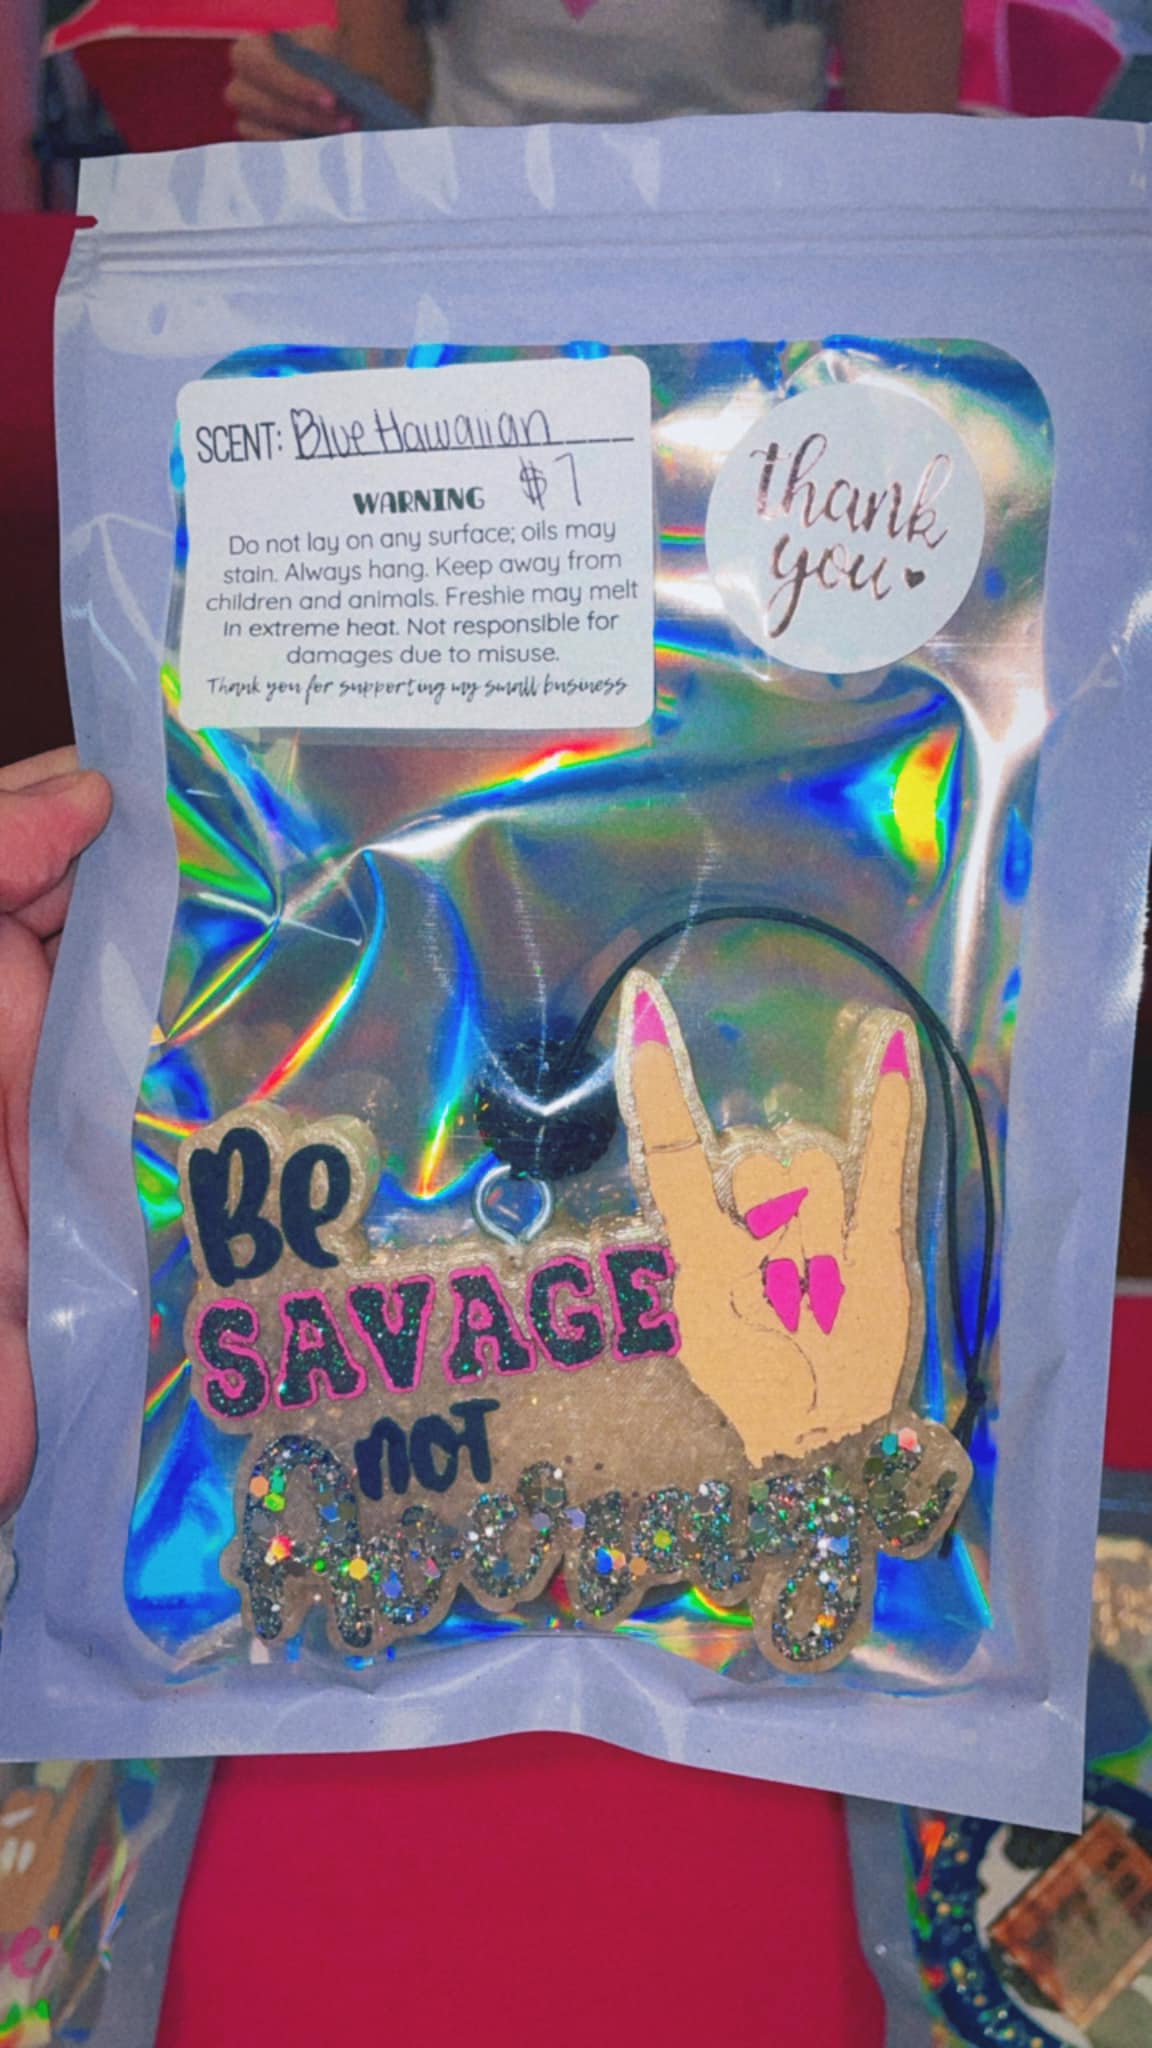 SCENT: Blue Hawaiian
WARNING $7
Do not lay on any surface; oils may
stain. Always hang. Keep away from
children and animals. Freshie may melt
in extreme heat. Not responsible for
damages due to misuse.
Thank you for supporting my small business
thank
you
Be
SAVAGE
not
Average